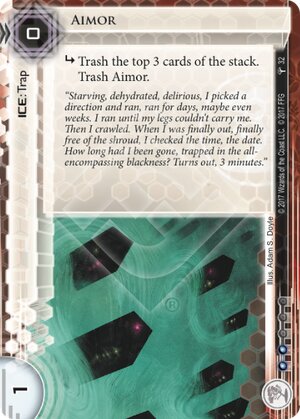 0
AIMOR
ICE: Trap
↳ Trash the top 3 cards of the stack.
Trash Aimor.
"Starving, dehydrated, delirious, I picked a
direction and ran, ran for days, maybe even
weeks. I ran until my legs couldn't carry me.
Then I crawled. When I was finally out, finally
free of the shroud, I checked the time, the date.
How long had I been gone, trapped in the all-
encompassing blackness? Turns out, 3 minutes."
32
© 2017 Wizards of the Coast LLC. © 2017 FFG
Illus. Adam S. Doyle
1